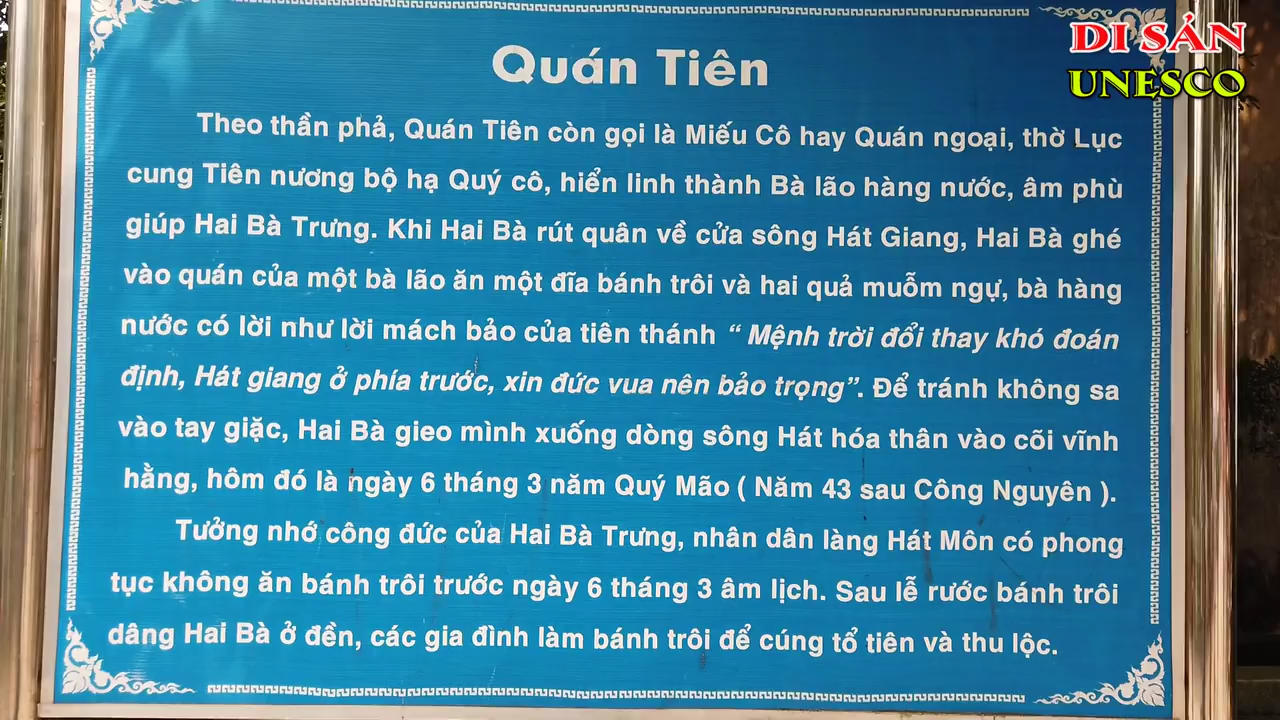 DI SẢN
UNESCO
Quán Tiên
Theo thần phả, Quán Tiên còn gọi là Miếu Cô hay Quán ngoại, thờ Lục
cung Tiên nương bộ hạ Quý cô, hiển linh thành Bà lão hàng nước, âm phù
giúp Hai Bà Trưng. Khi Hai Bà rút quân về cửa sông Hát Giang, Hai Bà ghé
vào quán của một bà lão ăn một đĩa bánh trôi và hai quả muỗm ngự, bà hàng
nước có lời như lời mách bảo của tiên thánh “ Mệnh trời đổi thay khó đoán
định, Hát giang ở phía trước, xin đức vua nên bảo trọng”. Để tránh không sa
vào tay giặc, Hai Bà gieo mình xuống dòng sông Hát hóa thân vào cõi vĩnh
hằng, hôm đó là ngày 6 tháng 3 năm Quý Mão ( Năm 43 sau Công Nguyên ).
Tưởng nhớ công đức của Hai Bà Trưng, nhân dân làng Hát Môn có phong
tục không ăn bánh trôi trước ngày 6 tháng 3 âm lịch. Sau lễ rước bánh trôi
dâng Hai Bà ở đền, các gia đình làm bánh trôi để cúng tổ tiên và thu lộc.